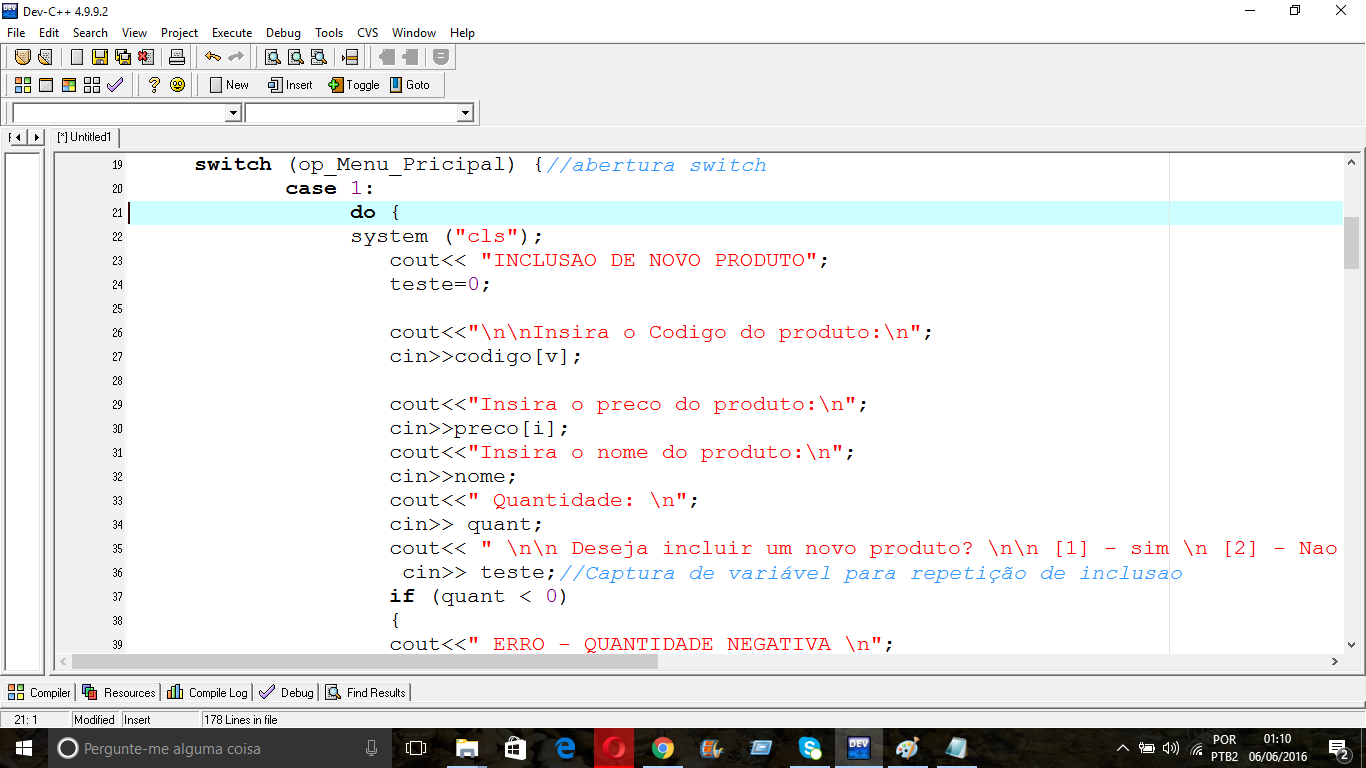 Dev-C++ 4.9.9.2
File Edit Search View Project Execute Debug Tools CVS Window Help
New Insert Toggle Goto
[*] Untitled1
19 switch (op_Menu_Pricipal) {//abertura switch
20 case 1:
21 do {
22 system ("cls");
23 cout<< "INCLUSAO DE NOVO PRODUTO";
24 teste=0;
25
26 cout<<"\n\nInsira o Codigo do produto:\n";
27 cin>>codigo[v];
28
29 cout<<"Insira o preco do produto:\n";
30 cin>>preco[i];
31 cout<<"Insira o nome do produto:\n";
32 cin>>nome;
33 cout<<" Quantidade: \n";
34 cin>> quant;
35 cout<< " \n\n Deseja incluir um novo produto? \n\n [1] - sim \n [2] - Nao
36 cin>> teste;//Captura de variável para repetição de inclusao
37 if (quant < 0)
38 {
39 cout<<" ERRO - QUANTIDADE NEGATIVA \n";
Compiler Resources Compile Log Debug Find Results
21: 1 Modified Insert 178 Lines in file
Pergunte-me alguma coisa
DEV
POR
PTB2
01:10
06/06/2016
2